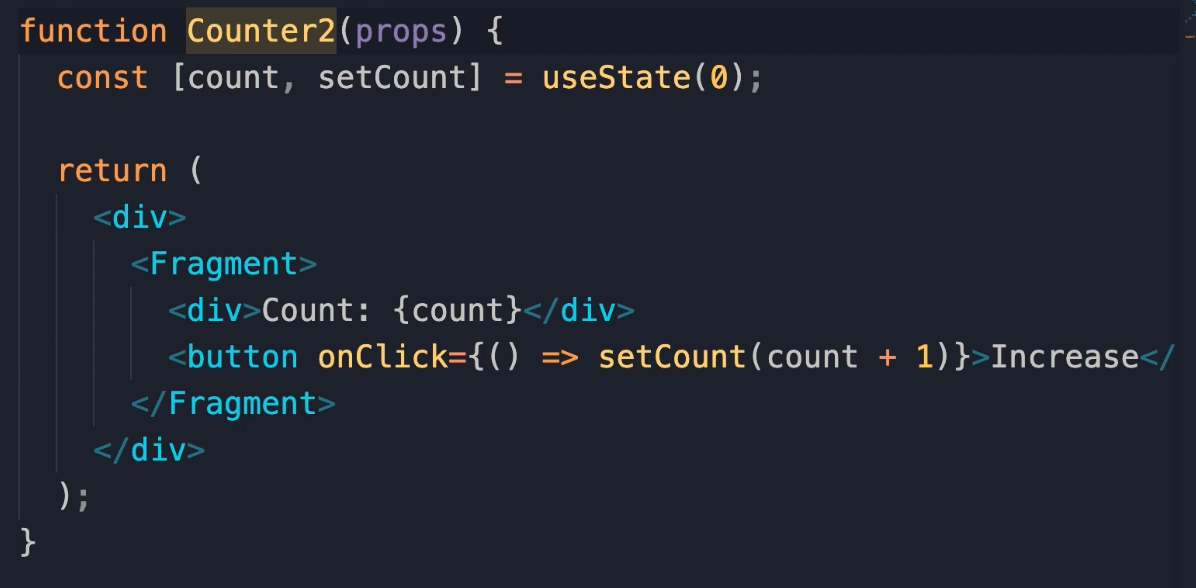 function Counter2(props) {
const [count, setCount] = useState(0);
return (
<div>
<Fragment>
<div>Count: {count}</div>
<button onClick={() => setCount(count + 1)}>Increase</
</Fragment>
</div>
);
}